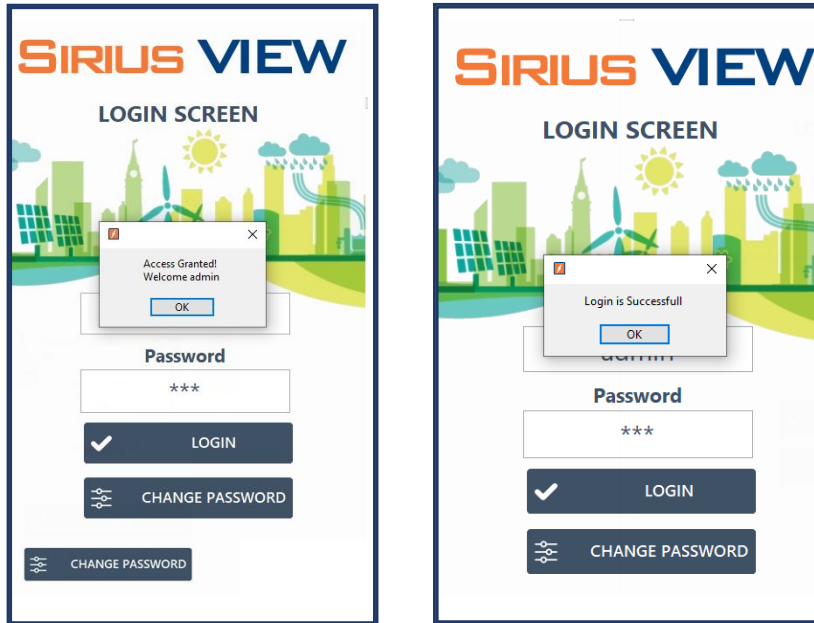 SIRIUS VIEW
LOGIN SCREEN
Access Granted!
Welcome admin
OK
Password
***
LOGIN
CHANGE PASSWORD
CHANGE PASSWORD
SIRIUS VIEW
LOGIN SCREEN
Login is Successfull
OK
admin
Password
***
LOGIN
CHANGE PASSWORD